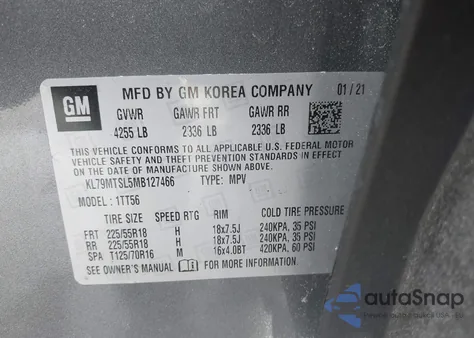 GM
MFD BY GM KOREA COMPANY 01 / 21
GVWR GAWR FRT GAWR RR
4255 LB 2336 LB 2336 LB
THIS VEHICLE CONFORMS TO ALL APPLICABLE U.S. FEDERAL
MOTOR VEHICLE SAFETY AND THEFT PREVENTION STANDARDS IN EFFECT
ON THE DATE OF MANUFACTURE SHOWN ABOVE.
KL79MTSL5MB127466 TYPE: MPV
MODEL: 1TT56
TIRE SIZE SPEED RTG RIM COLD TIRE PRESSURE
FRT 225/55R18 H 18x7.5J 240KPA, 35 PSI
RR 225/55R18 H 18x7.5J 240KPA, 35 PSI
SPA T125/70R16 M 16x4.0BT 420KPA, 60 PSI
SEE OWNER'S MANUAL FOR MORE INFORMATION.
autoSnap